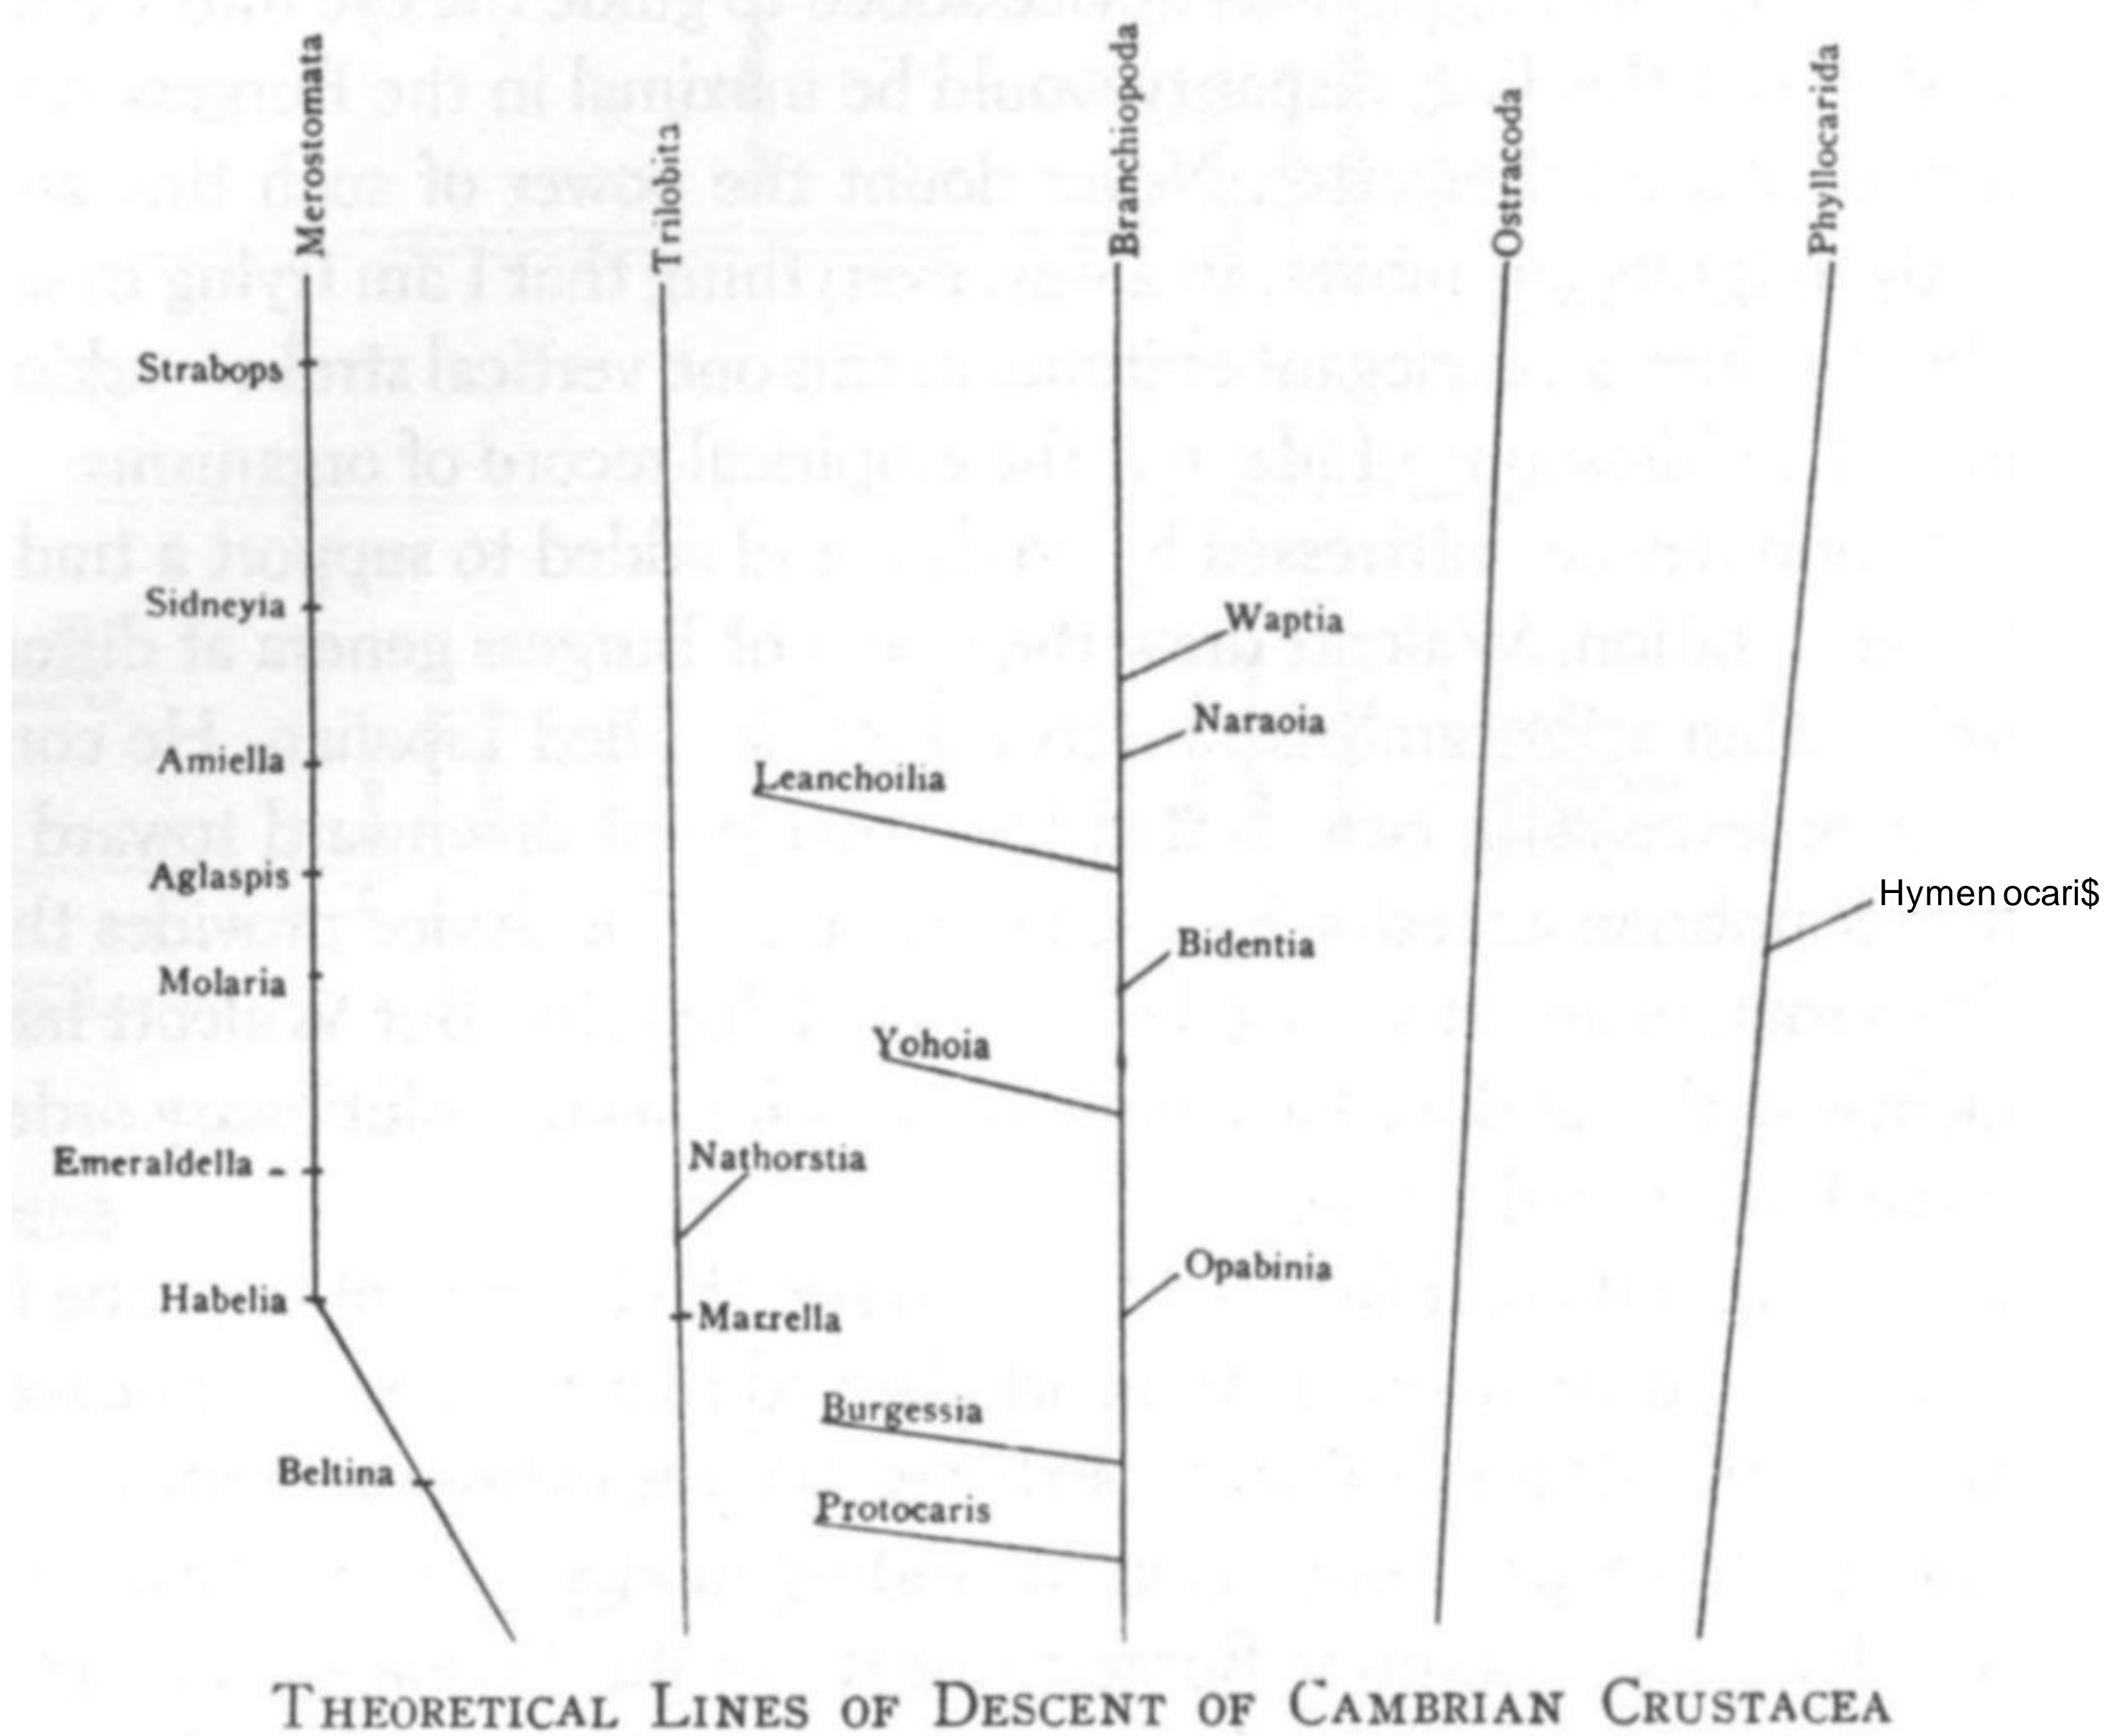 Merostomata
Trilobita
Branchiopoda
Ostracoda
Phyllocarida
Strabops
Sidneyia
Waptia
Naraoia
Amiella
Leanchoilia
Aglaspis
Hymen ocari$
Bidentia
Molaria
Yohoia
Nathorstia
Emeraldella -
Opabinia
Habelia
Marrella
Burgessia
Beltina
Protocaris
THEORETICAL LINES OF DESCENT OF CAMBRIAN CRUSTACEA